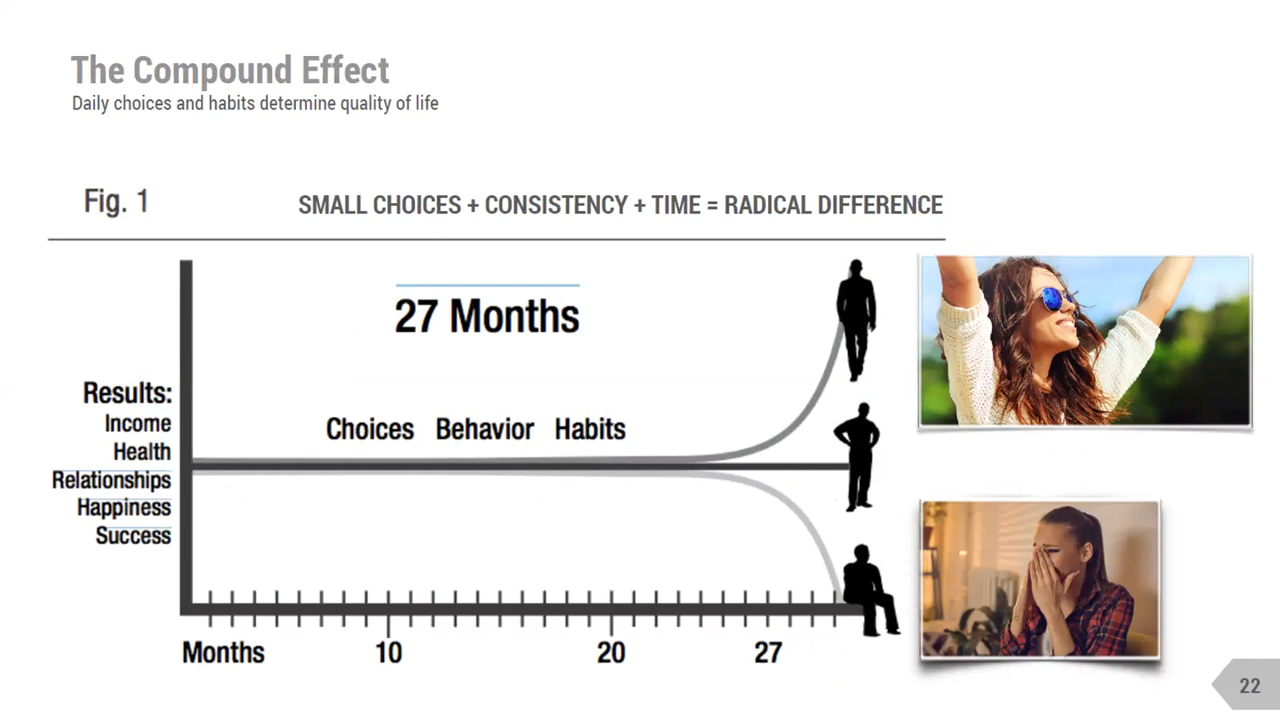 The Compound Effect
Daily choices and habits determine quality of life
Fig. 1
SMALL CHOICES + CONSISTENCY + TIME = RADICAL DIFFERENCE
27 Months
Choices Behavior Habits
Results:
Income
Health
Relationships
Happiness
Success
Months 10 20 27
22